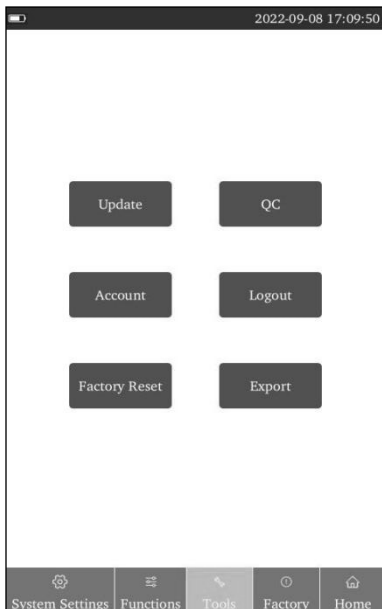 2022-09-08 17:09:50
Update QC
Account Logout
Factory Reset Export
System Settings Functions Tools Factory Home